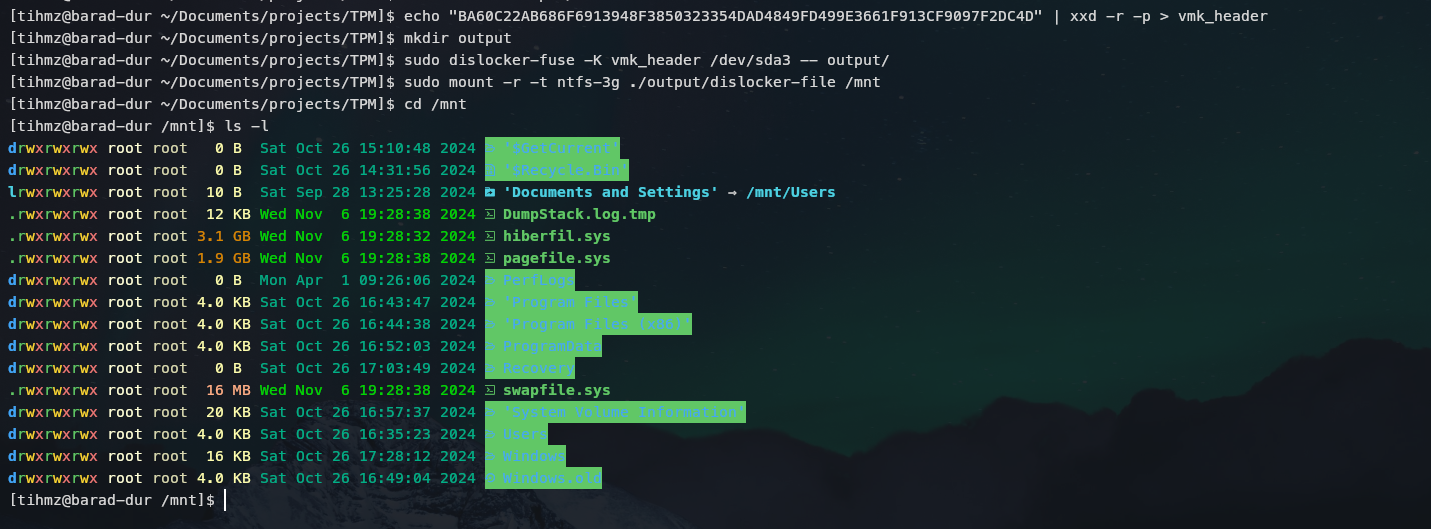 [tihmz@barad-dur ~/Documents/projects/TPM]$ echo "BA60C22AB686F6913948F3850323354DAD4849FD499E3661F913CF9097F2DC4D" | xxd -r -p > vmk_header
[tihmz@barad-dur ~/Documents/projects/TPM]$ mkdir output
[tihmz@barad-dur ~/Documents/projects/TPM]$ sudo dislocker-fuse -K vmk_header /dev/sda3 -- output/
[tihmz@barad-dur ~/Documents/projects/TPM]$ sudo mount -r -t ntfs-3g ./output/dislocker-file /mnt
[tihmz@barad-dur ~/Documents/projects/TPM]$ cd /mnt
[tihmz@barad-dur /mnt]$ ls -l
drwxrwxrwx root root 0 B Sat Oct 26 15:10:48 2024 '$GetCurrent'
drwxrwxrwx root root 0 B Sat Oct 26 14:31:56 2024 '$Recycle.Bin'
lrwxrwxrwx root root 10 B Sat Sep 28 13:25:28 2024 'Documents and Settings' → /mnt/Users
.rwxrwxrwx root root 12 KB Wed Nov 6 19:28:38 2024 DumpStack.log.tmp
.rwxrwxrwx root root 3.1 GB Wed Nov 6 19:28:32 2024 hiberfil.sys
.rwxrwxrwx root root 1.9 GB Wed Nov 6 19:28:38 2024 pagefile.sys
drwxrwxrwx root root 0 B Mon Apr 1 09:26:06 2024 PerfLogs
drwxrwxrwx root root 4.0 KB Sat Oct 26 16:43:47 2024 'Program Files'
drwxrwxrwx root root 4.0 KB Sat Oct 26 16:44:38 2024 'Program Files (x86)'
drwxrwxrwx root root 4.0 KB Sat Oct 26 16:52:03 2024 ProgramData
drwxrwxrwx root root 0 B Sat Oct 26 17:03:49 2024 Recovery
.rwxrwxrwx root root 16 MB Wed Nov 6 19:28:38 2024 swapfile.sys
drwxrwxrwx root root 20 KB Sat Oct 26 16:57:37 2024 'System Volume Information'
drwxrwxrwx root root 4.0 KB Sat Oct 26 16:35:23 2024 Users
drwxrwxrwx root root 16 KB Sat Oct 26 17:28:12 2024 Windows
drwxrwxrwx root root 4.0 KB Sat Oct 26 16:49:04 2024 Windows.old
[tihmz@barad-dur /mnt]$